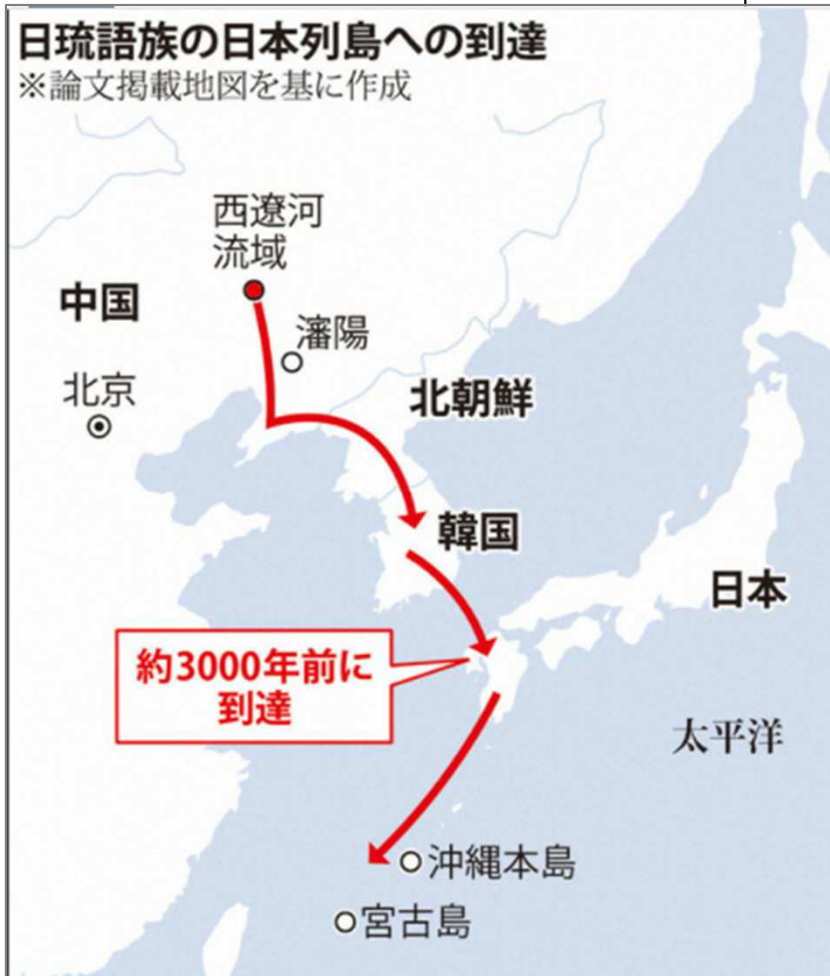 日琉語族の日本列島への到達
※論文掲載地図を基に作成
西遼河
流域
中国
瀋陽
北京
北朝鮮
韓国
日本
約3000年前に
到達
太平洋
沖縄本島
宮古島